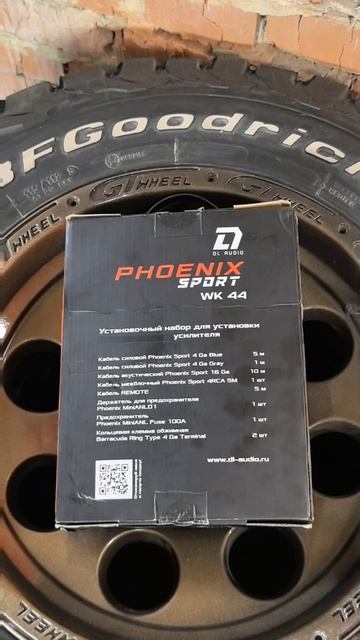 BFGoodrich
G1 WHEEL
G1 WHEEL
DL AUDIO
PHOENIX
SPORT
WK 44
Установочный набор для установки
усилителя
Кабель силовой Phoenix Sport 4 Ga Blue 5 м
Кабель силовой Phoenix Sport 4 Ga Gray 1 м
Кабель акустический Phoenix Sport 16 Ga 10 м
Кабель межблочный Phoenix Sport 4RCA 5M 1 шт
Кабель REMOTE 5 м
Держатель для предохранителя
Phoenix MiniANL01 1 шт
Предохранитель
Phoenix MiniANL Fuse 100A 1 шт
Кольцевая клемма обжимная
Barracuda Ring Type 4 Ga Terminal 2 шт
www.dl-audio.ru
WHEEL